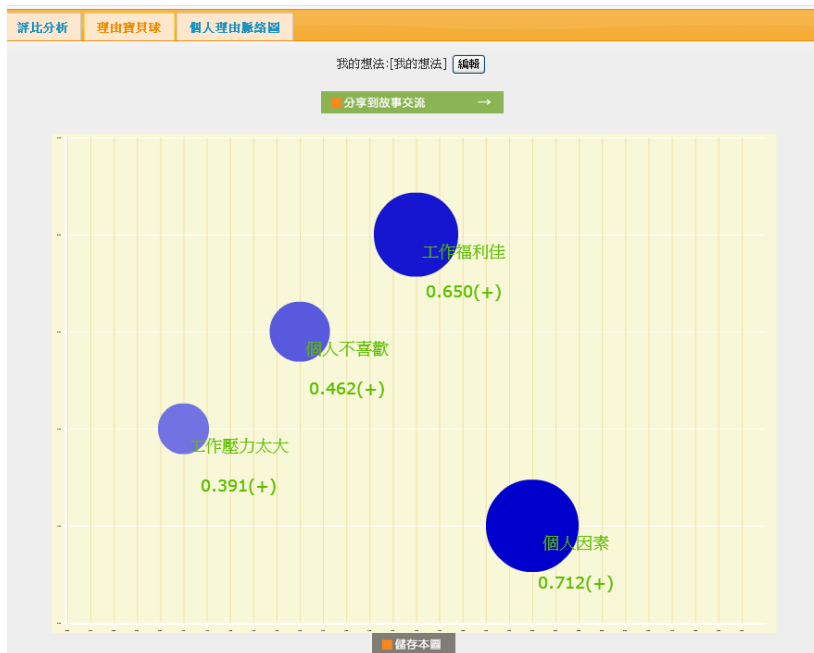 評比分析 理由寶貝球 個人理由脈絡圖
我的想法:[我的想法] 編輯
分享到故事交流 →
工作福利佳
0.650(+)
個人不喜歡
0.462(+)
工作壓力太大
0.391(+)
個人因素
0.712(+)
儲存本圖